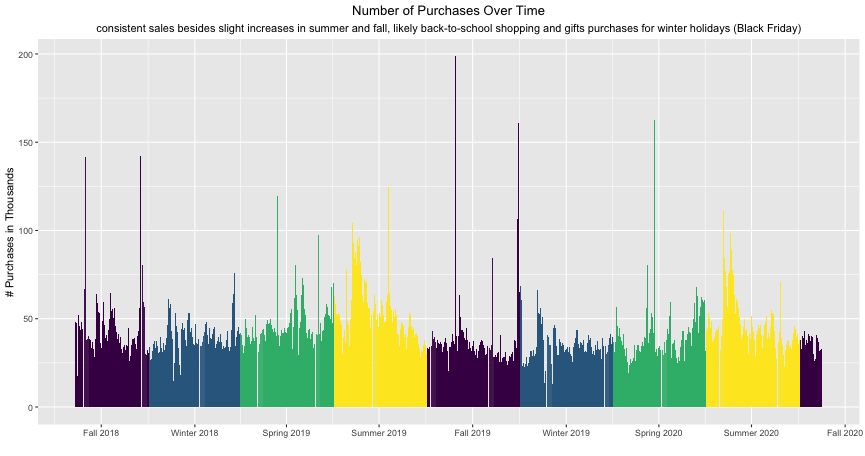 Number of Purchases Over Time
consistent sales besides slight increases in summer and fall, likely back-to-school shopping and gifts purchases for winter holidays (Black Friday)
# Purchases in Thousands
200
150
100
50
0
Fall 2018
Winter 2018
Spring 2019
Summer 2019
Fall 2019
Winter 2019
Spring 2020
Summer 2020
Fall 2020